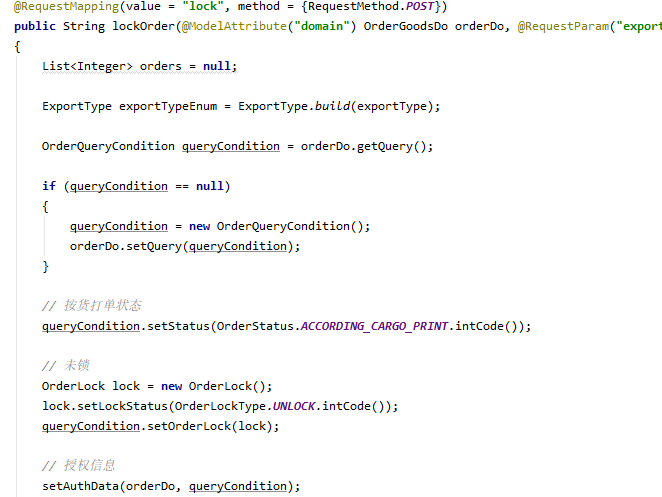 @RequestMapping(value = "lock", method = {RequestMethod.POST})
public String lockOrder(@ModelAttribute("domain") OrderGoodsDo orderDo, @RequestParam("export
{
List<Integer> orders = null;
ExportType exportTypeEnum = ExportType.build(exportType);
OrderQueryCondition queryCondition = orderDo.getQuery();
if (queryCondition == null)
{
queryCondition = new OrderQueryCondition();
orderDo.setQuery(queryCondition);
}
// 按货打单状态
queryCondition.setStatus(OrderStatus.ACCORDING_CARGO_PRINT.intCode());
// 未锁
OrderLock lock = new OrderLock();
lock.setLockStatus(OrderLockType.UNLOCK.intCode());
queryCondition.setOrderLock(lock);
// 授权信息
setAuthData(orderDo, queryCondition);